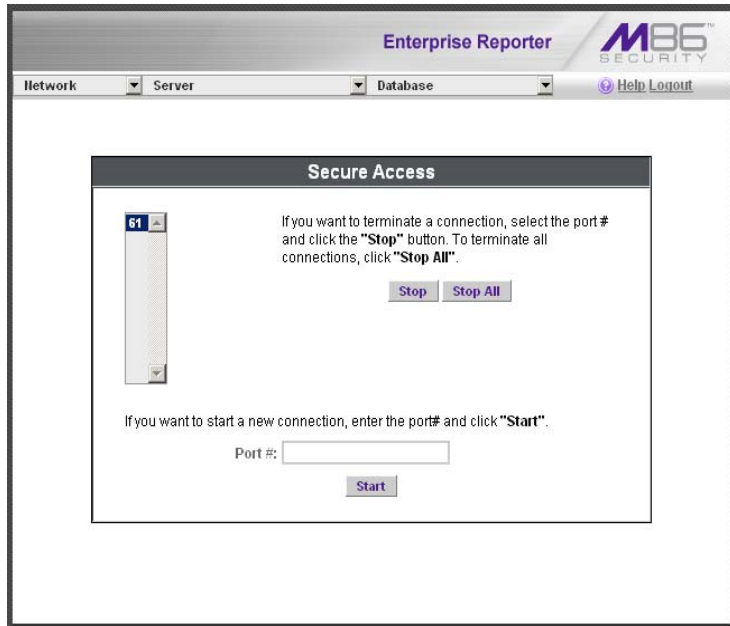 Enterprise Reporter
M86
SECURITY™
Network
Server
Database
Help Logout
Secure Access
61
If you want to terminate a connection, select the port #
and click the "Stop" button. To terminate all
connections, click "Stop All".
Stop
Stop All
If you want to start a new connection, enter the port# and click "Start".
Port #:
Start